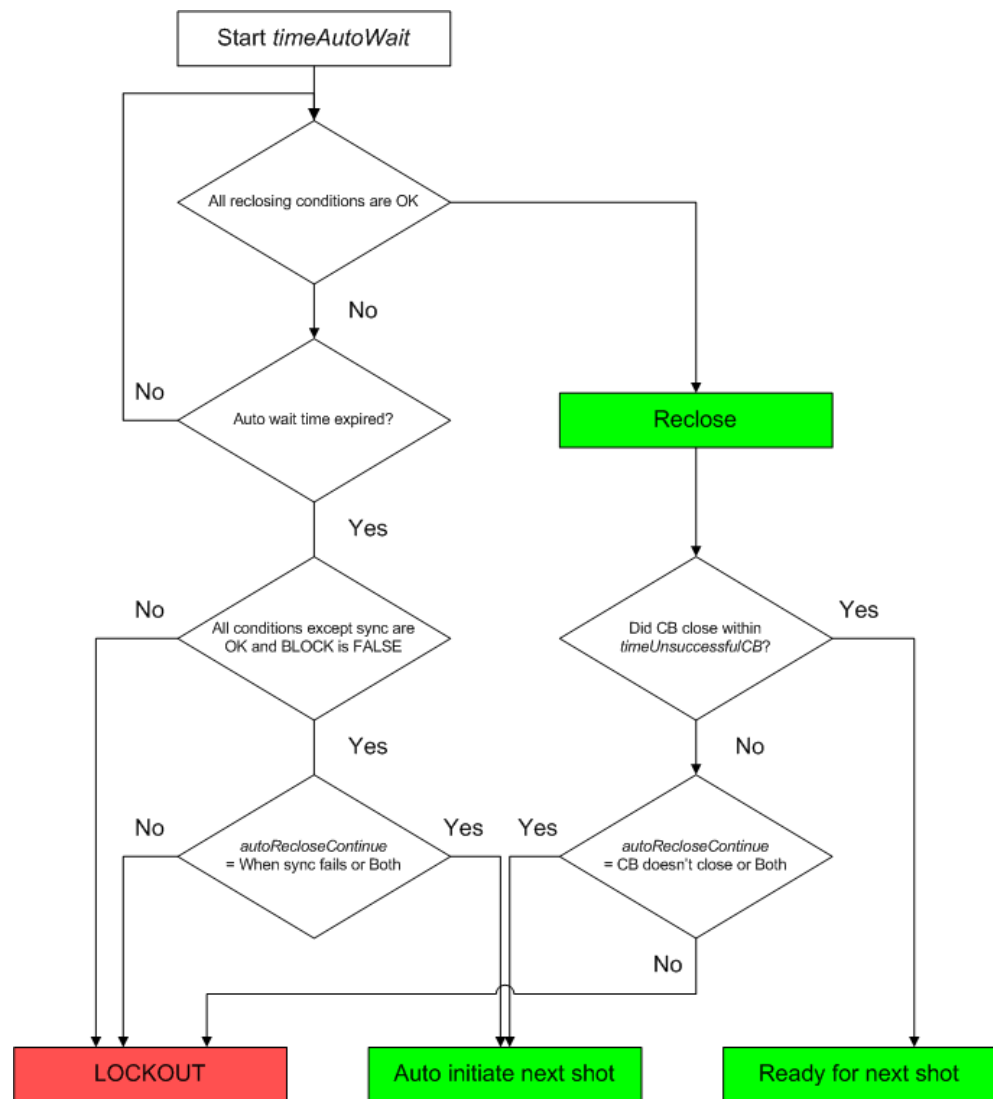 Start timeAutoWait
All reclosing conditions are OK
No
No
Auto wait time expired?
Reclose
Yes
No
All conditions except sync are
OK and BLOCK is FALSE
Did CB close within
timeUnsuccessfulCB?
Yes
Yes
No
No
autoRecloseContinue
= When sync fails or Both
Yes
Yes
autoRecloseContinue
= CB doesn't close or Both
No
LOCKOUT
Auto initiate next shot
Ready for next shot